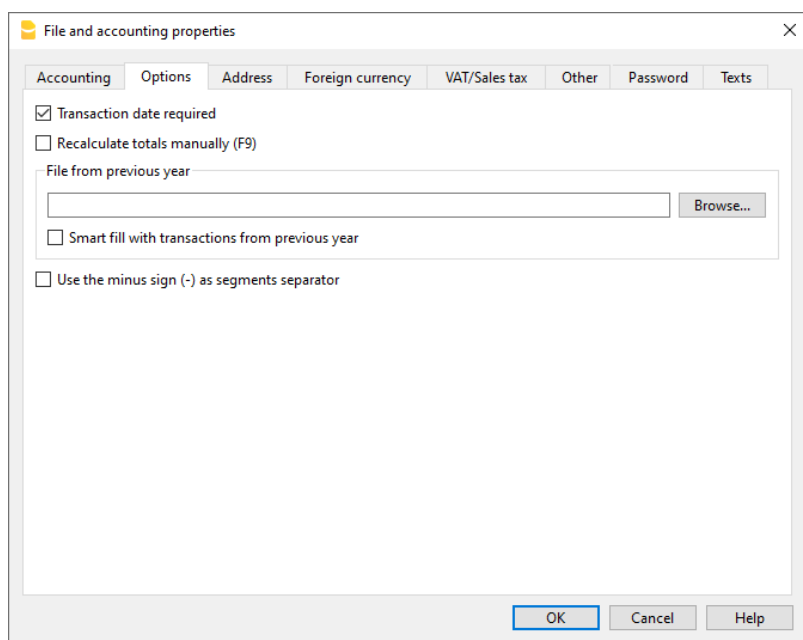 File and accounting properties
Accounting Options Address Foreign currency VAT/Sales tax Other Password Texts
Transaction date required
Recalculate totals manually (F9)
File from previous year
Browse...
Smart fill with transactions from previous year
Use the minus sign (-) as segments separator
OK Cancel Help